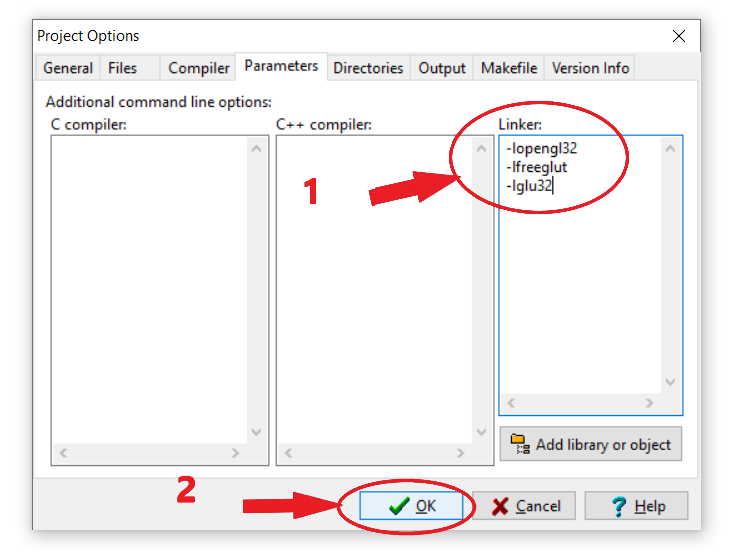 Project Options
General Files Compiler Parameters Directories Output Makefile Version Info
Additional command line options:
C compiler: C++ compiler: Linker:
-lopengl32
-lfreeglut
-lglu32
1
Add library or object
2
OK Cancel Help